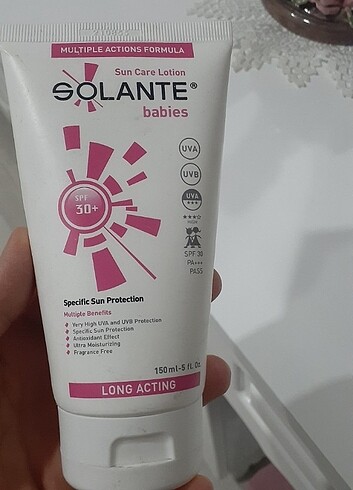 MULTIPLE ACTIONS FORMULA
Sun Care Lotion
SOLANTE®
babies
UVA
UVB
UVA
HIGH
SPF
30+
SPF 30
PA+++
PASS
Specific Sun Protection
Multiple Benefits
Very High UVA and UVB Protection
Specific Sun Protection
Antioxidant Effect
Ultra Moisturizing
Fragrance Free
150 ml-5 fl. Oz.
LONG ACTING